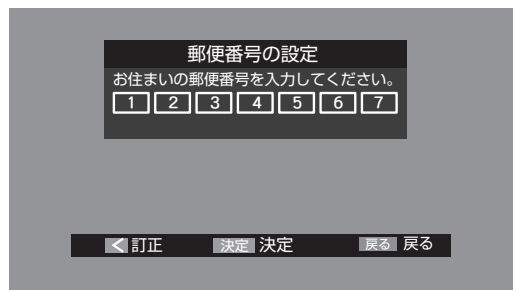 郵便番号の設定
お住まいの郵便番号を入力してください。
1 2 3 4 5 6 7
< 訂正 決定 決定 戻る 戻る